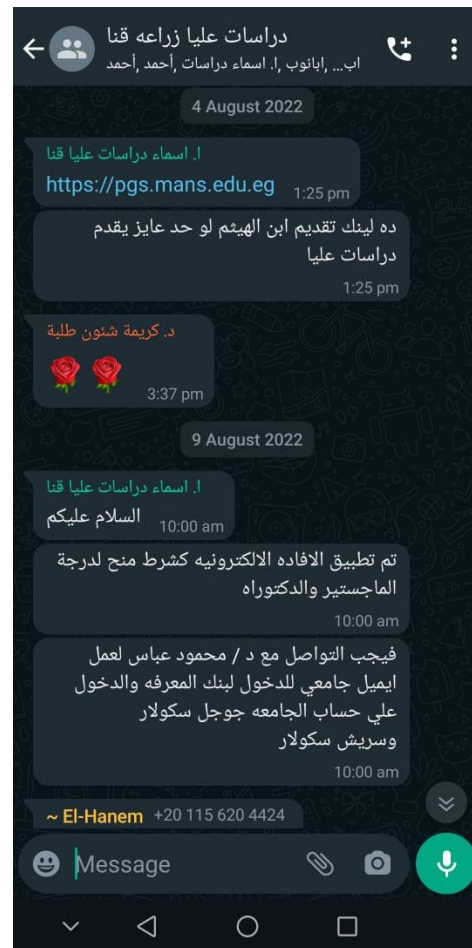 دراسات عليا زراعه قنا
اب... ,ابانوب ,ا. اسماء دراسات ,أحمد ,أحمد
4 August 2022
ا. اسماء دراسات عليا قنا
https://pgs.mans.edu.eg 1:25 pm
ده لينك تقديم ابن الهيثم لو حد عايز يقدم
دراسات عليا
1:25 pm
د. كريمة شئون طلبة
🌹 🌹
3:37 pm
9 August 2022
ا. اسماء دراسات عليا قنا
السلام عليكم 10:00 am
تم تطبيق الافاده الالكترونيه كشرط منح لدرجة
الماجستير والدكتوراه
10:00 am
فيجب التواصل مع د / محمود عباس لعمل
ايميل جامعي للدخول لبنك المعرفه والدخول
علي حساب الجامعه جوجل سكولار
وسريش سكولار
10:00 am
~ El-Hanem +20 115 620 4424
Message